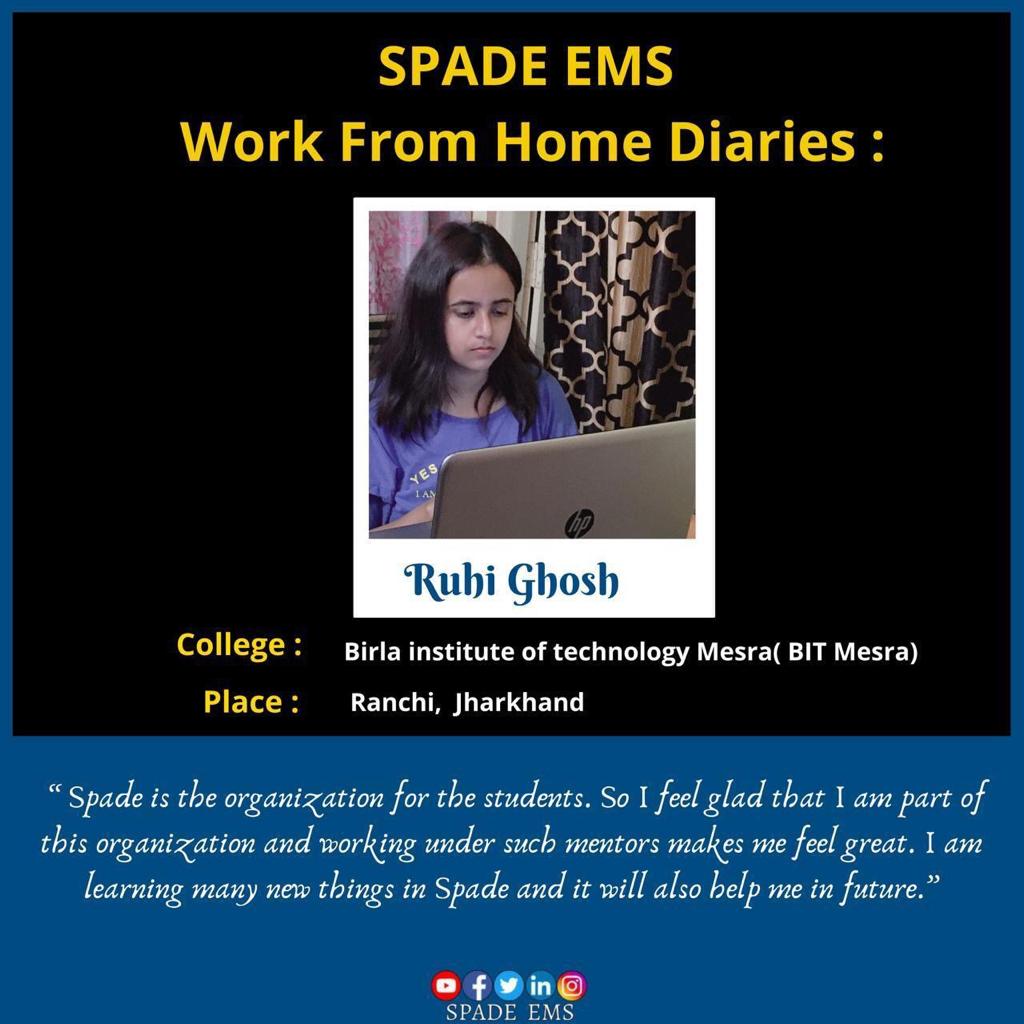 SPADE EMS
Work From Home Diaries :
YES
I AM
hp
Ruhi Ghosh
College : Birla institute of technology Mesra( BIT Mesra)
Place : Ranchi, Jharkhand
“ Spade is the organization for the students. So I feel glad that I am part of
this organization and working under such mentors makes me feel great. I am
learning many new things in Spade and it will also help me in future.”
SPADE EMS